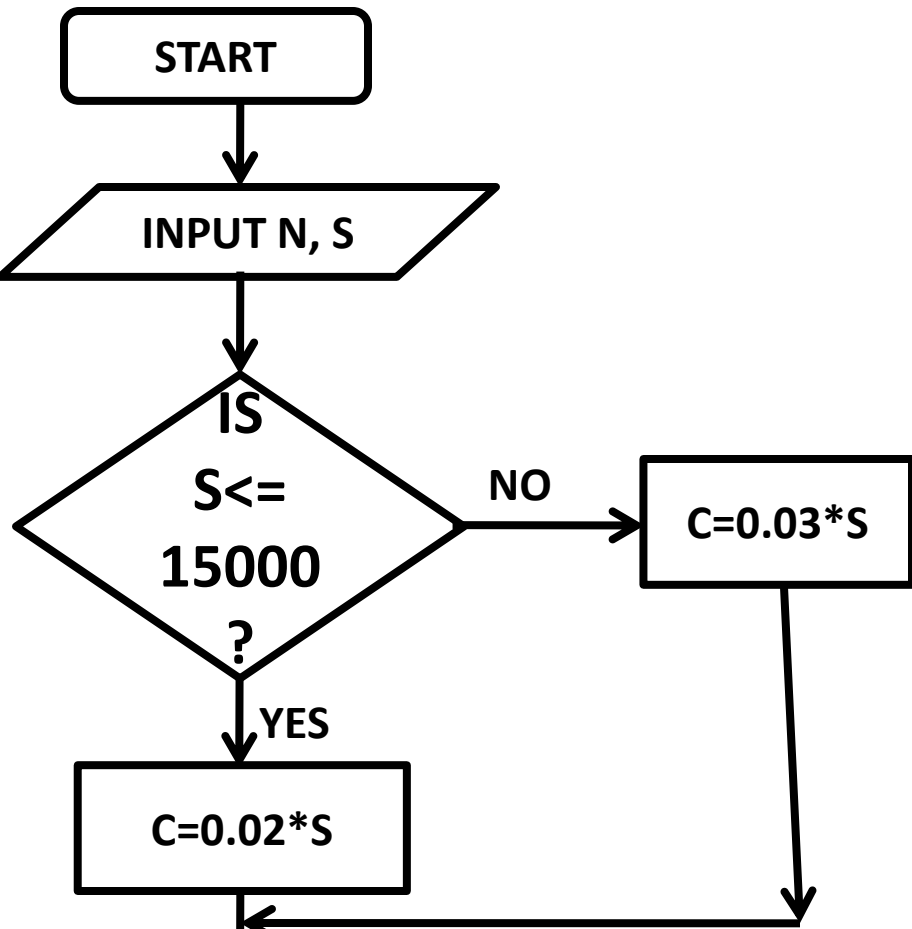 START
INPUT N, S
IS
S<=
15000
?
NO
C=0.03*S
YES
C=0.02*S